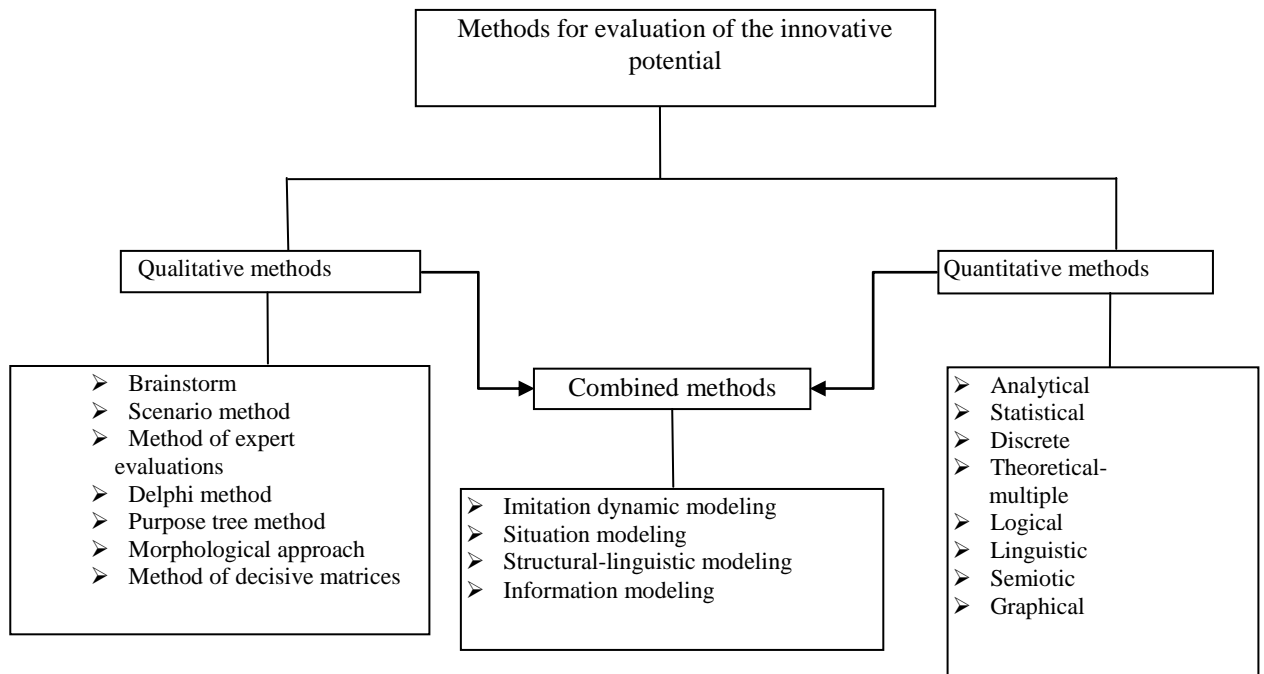 Methods for evaluation of the innovative
potential
Qualitative methods
Quantitative methods
Combined methods
➢ Brainstorm
➢ Scenario method
➢ Method of expert
evaluations
➢ Delphi method
➢ Purpose tree method
➢ Morphological approach
➢ Method of decisive matrices
➢ Imitation dynamic modeling
➢ Situation modeling
➢ Structural-linguistic modeling
➢ Information modeling
➢ Analytical
➢ Statistical
➢ Discrete
➢ Theoretical-
multiple
➢ Logical
➢ Linguistic
➢ Semiotic
➢ Graphical